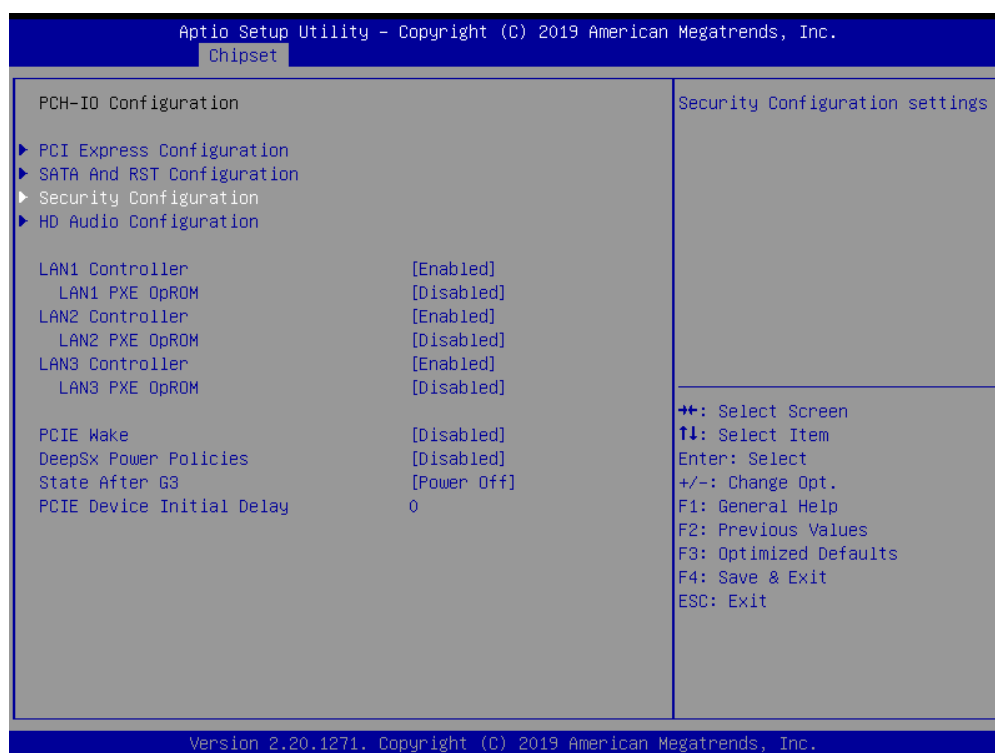 Aptio Setup Utility – Copyright (C) 2019 American Megatrends, Inc.
Chipset
PCH-IO Configuration
PCI Express Configuration
SATA And RST Configuration
Security Configuration
HD Audio Configuration
LAN1 Controller [Enabled]
LAN1 PXE OpROM [Disabled]
LAN2 Controller [Enabled]
LAN2 PXE OpROM [Disabled]
LAN3 Controller [Enabled]
LAN3 PXE OpROM [Disabled]
PCIE Wake [Disabled]
DeepSx Power Policies [Disabled]
State After G3 [Power Off]
PCIE Device Initial Delay 0
Security Configuration settings
→←: Select Screen
↑↓: Select Item
Enter: Select
+/-: Change Opt.
F1: General Help
F2: Previous Values
F3: Optimized Defaults
F4: Save & Exit
ESC: Exit
Version 2.20.1271. Copyright (C) 2019 American Megatrends, Inc.